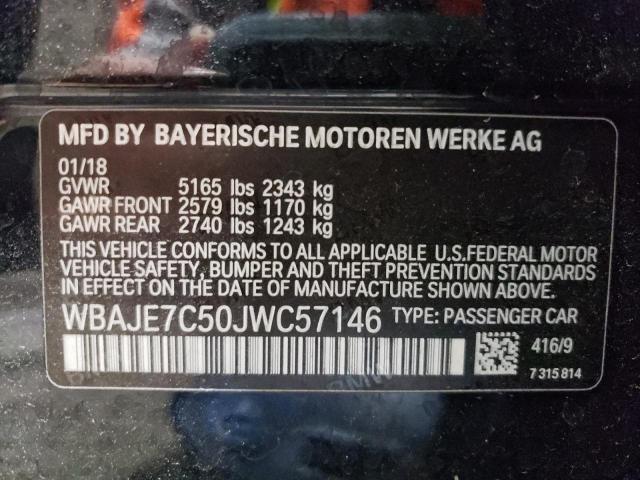 MFD BY BAYERISCHE MOTOREN WERKE AG
01/18
GVWR 5165 lbs 2343 kg
GAWR FRONT 2579 lbs 1170 kg
GAWR REAR 2740 lbs 1243 kg
THIS VEHICLE CONFORMS TO ALL APPLICABLE U.S.FEDERAL MOTOR
VEHICLE SAFETY, BUMPER AND THEFT PREVENTION STANDARDS
IN EFFECT ON THE DATE OF MANUFACTURE SHOWN ABOVE.
WBAJE7C50JWC57146 TYPE: PASSENGER CAR
416/9
7 315 814